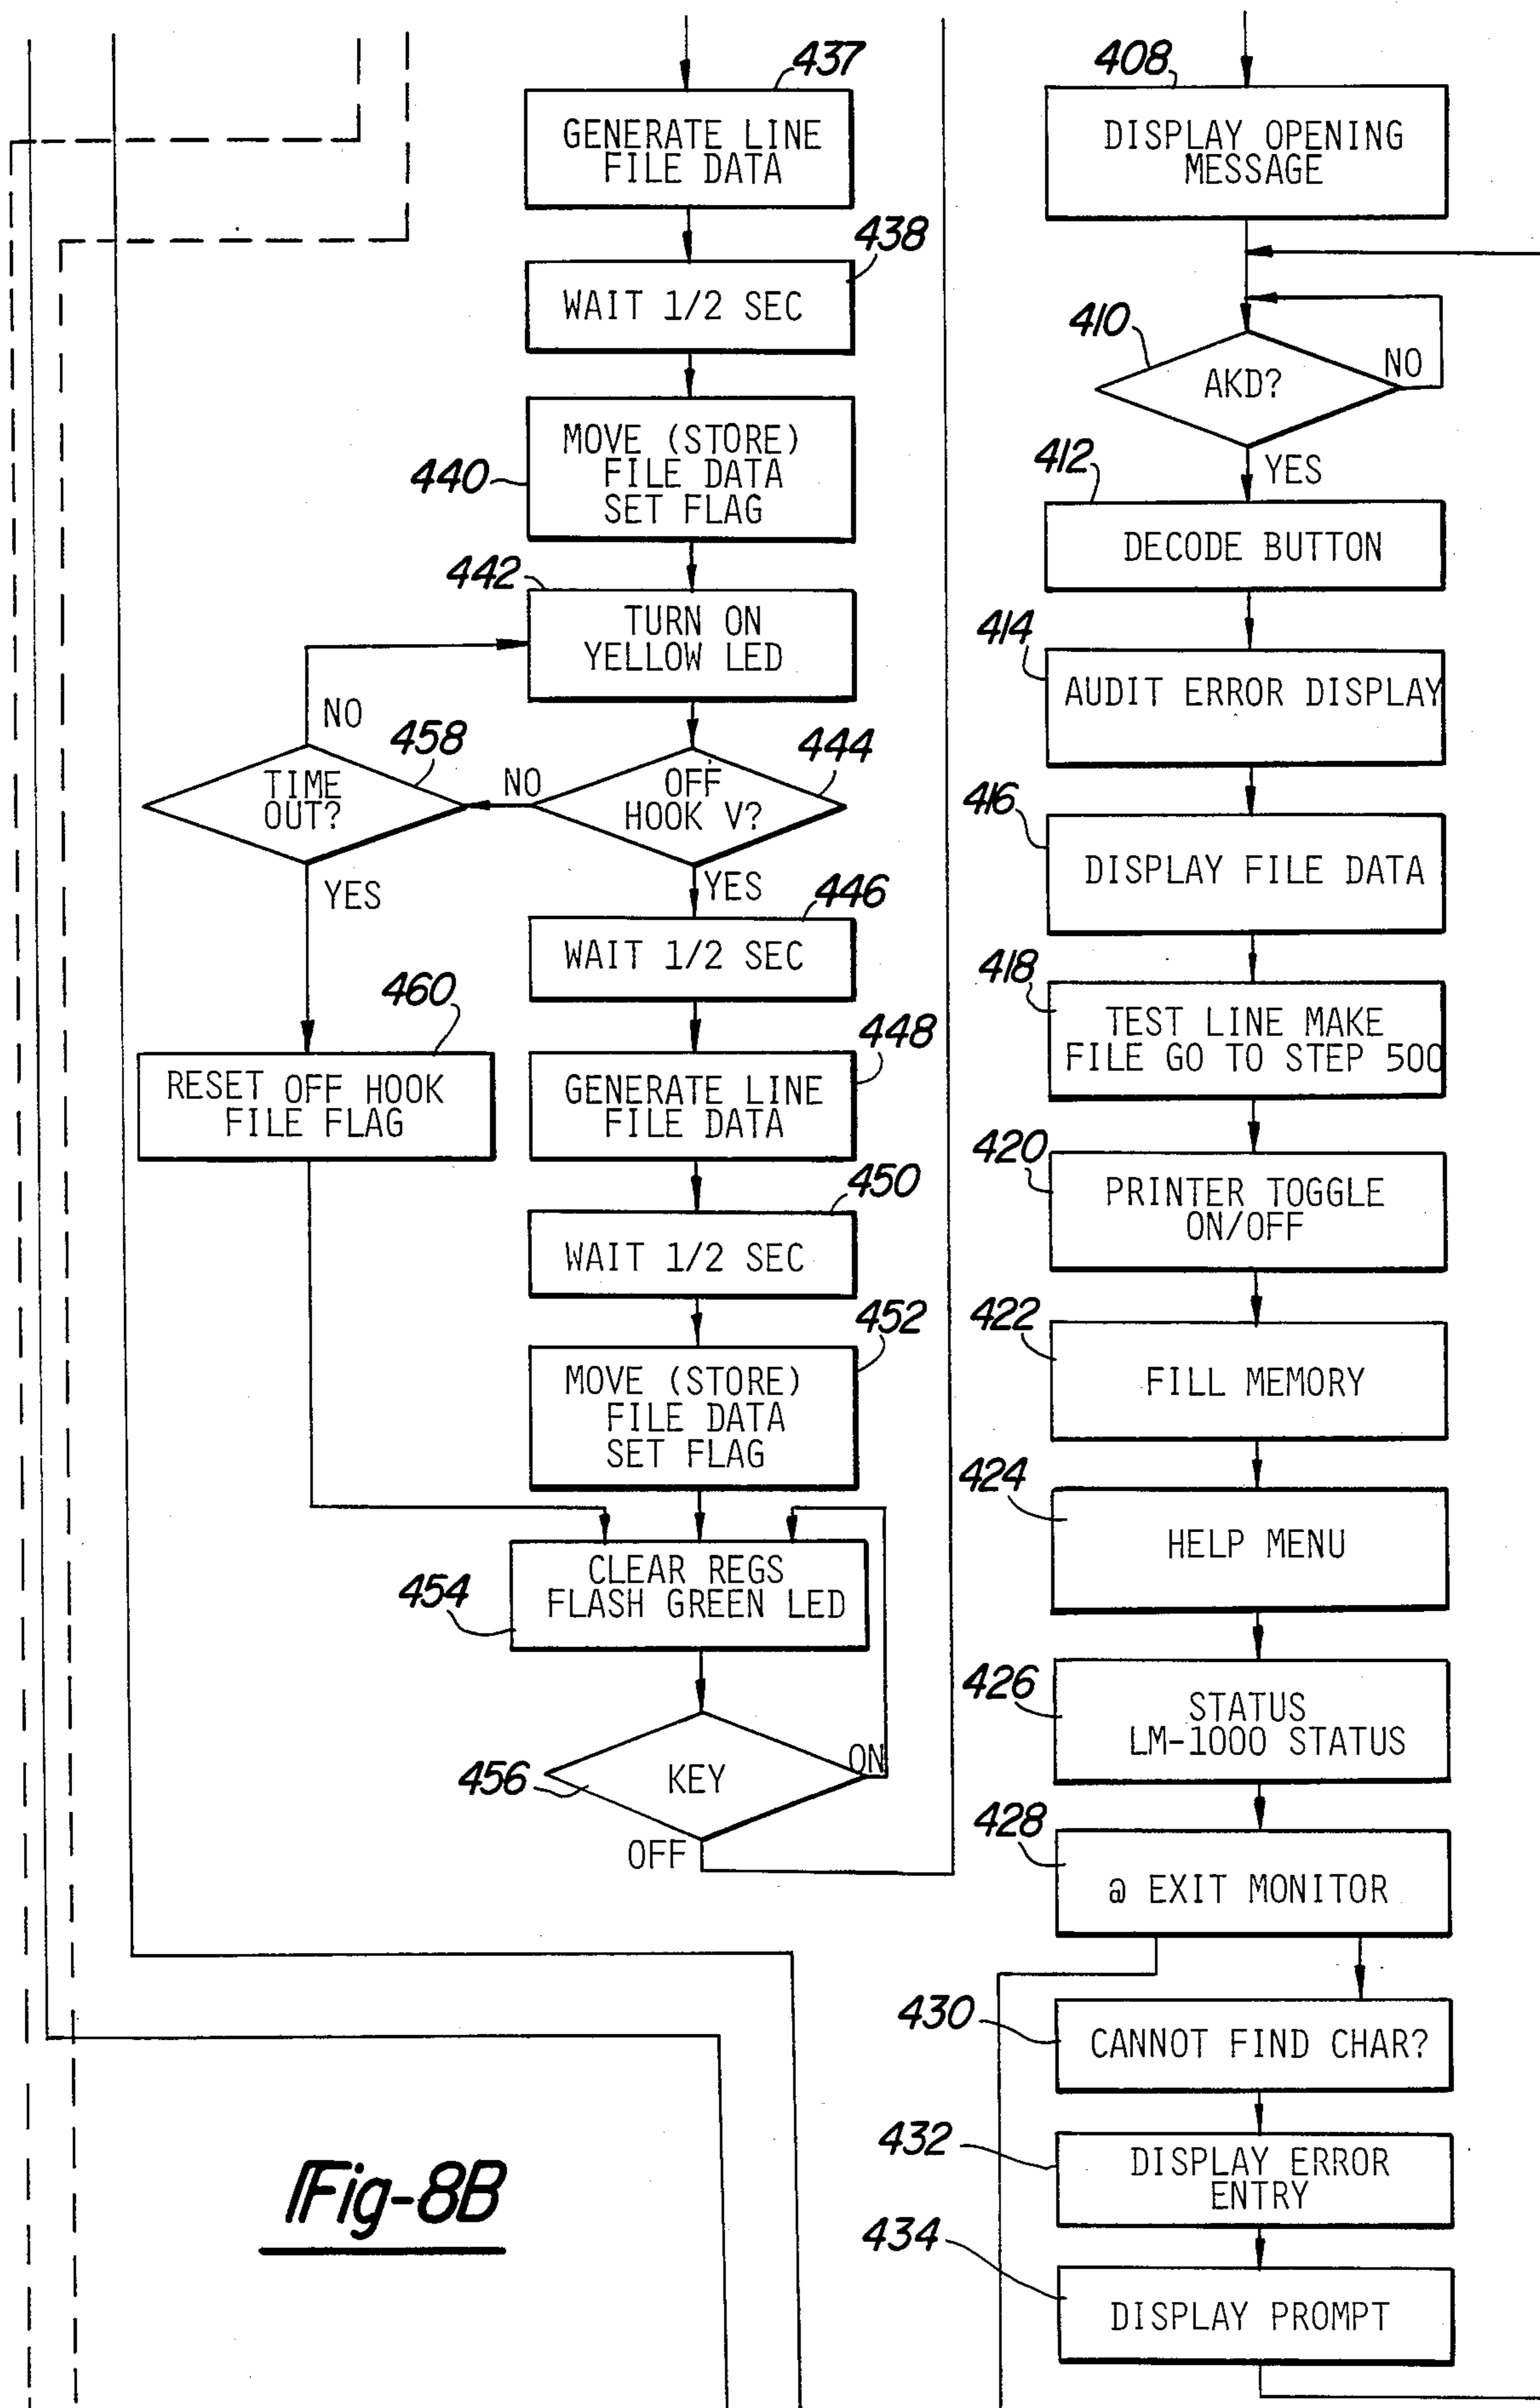 437
GENERATE LINE
FILE DATA
438
WAIT 1/2 SEC
MOVE (STORE)
FILE DATA
SET FLAG
440
442
TURN ON
YELLOW LED
NO
458
TIME
OUT?
NO
444
OFF
HOOK V?
YES
YES
446
WAIT 1/2 SEC
460
RESET OFF HOOK
FILE FLAG
448
GENERATE LINE
FILE DATA
450
WAIT 1/2 SEC
452
MOVE (STORE)
FILE DATA
SET FLAG
CLEAR REGS
FLASH GREEN LED
454
KEY
ON
456
OFF
408
DISPLAY OPENING
MESSAGE
410
AKD?
NO
YES
412
DECODE BUTTON
414
AUDIT ERROR DISPLAY
416
DISPLAY FILE DATA
418
TEST LINE MAKE
FILE GO TO STEP 500
420
PRINTER TOGGLE
ON/OFF
422
FILL MEMORY
424
HELP MENU
426
STATUS
LM-1000 STATUS
428
@ EXIT MONITOR
430
CANNOT FIND CHAR?
432
DISPLAY ERROR
ENTRY
434
DISPLAY PROMPT
Fig-8B